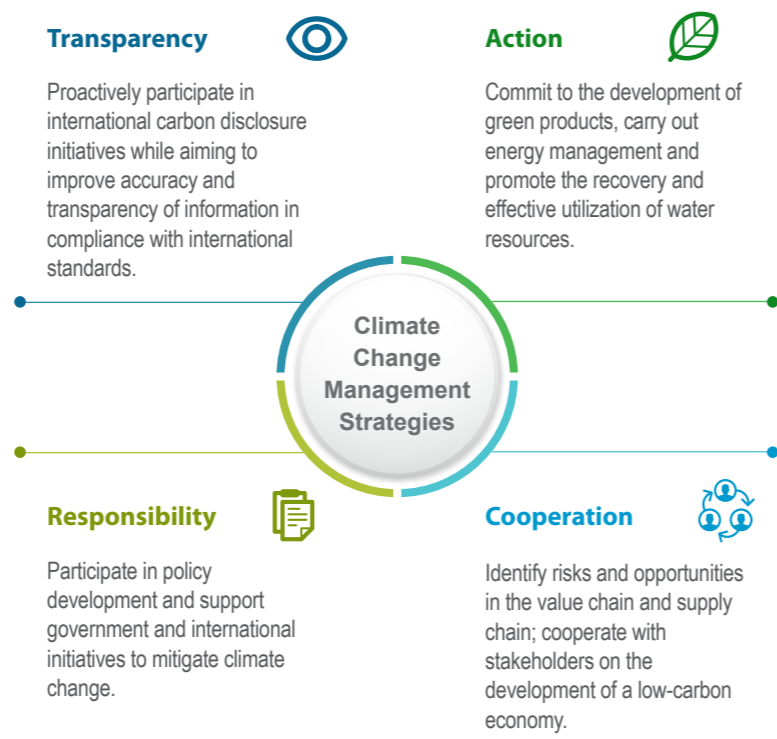 Transparency
Proactively participate in
international carbon disclosure
initiatives while aiming to
improve accuracy and
transparency of information in
compliance with international
standards.
Action
Commit to the development of
green products, carry out
energy management and
promote the recovery and
effective utilization of water
resources.
Climate
Change
Management
Strategies
Responsibility
Participate in policy
development and support
government and international
initiatives to mitigate climate
change.
Cooperation
Identify risks and opportunities
in the value chain and supply
chain; cooperate with
stakeholders on the
development of a low-carbon
economy.